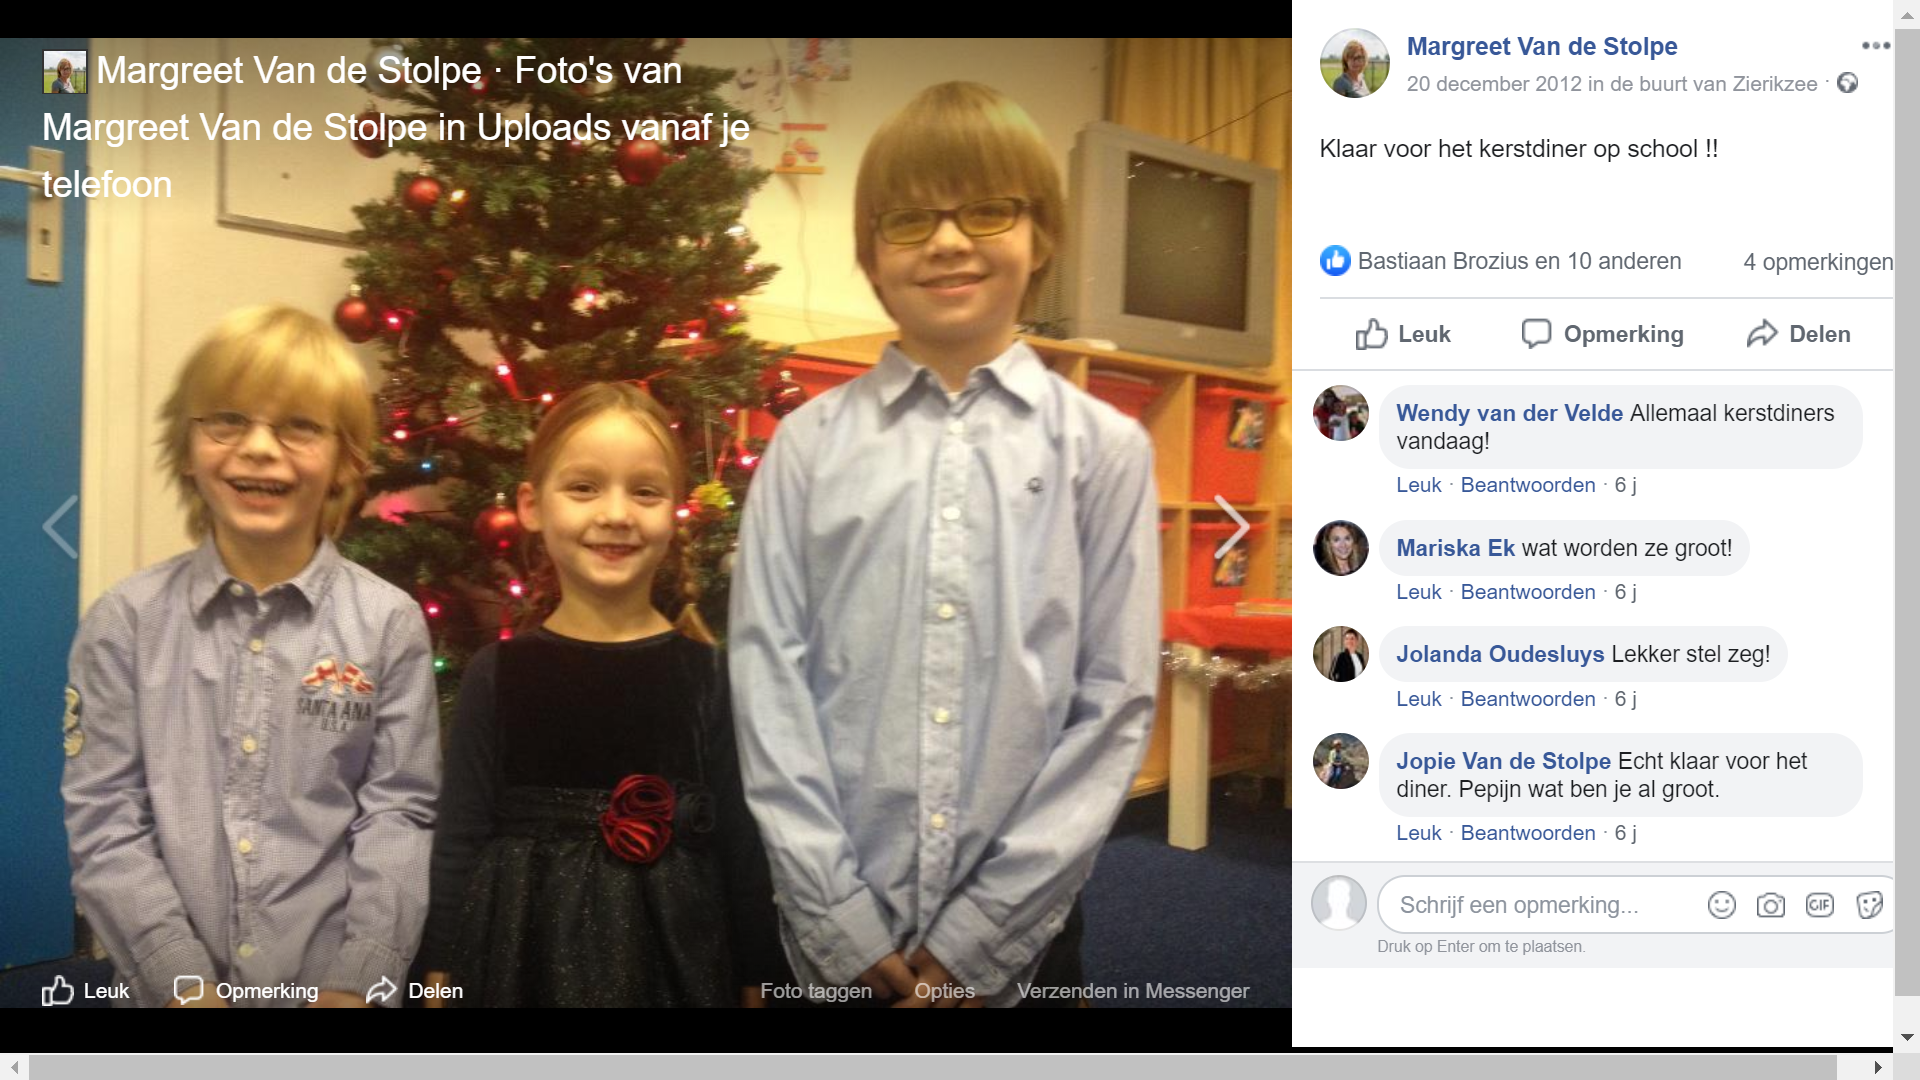 Margreet Van de Stolpe · Foto's van
Margreet Van de Stolpe in Uploads vanaf je
telefoon
SANTA ANA
U.S.A
Leuk
Opmerking
Delen
Foto taggen
Opties
Verzenden in Messenger
Margreet Van de Stolpe
20 december 2012 in de buurt van Zierikzee ·
Klaar voor het kerstdiner op school !!
Bastiaan Brozius en 10 anderen
4 opmerkingen
Leuk
Opmerking
Delen
Wendy van der Velde Allemaal kerstdiners
vandaag!
Leuk · Beantwoorden · 6 j
Mariska Ek wat worden ze groot!
Leuk · Beantwoorden · 6 j
Jolanda Oudesluys Lekker stel zeg!
Leuk · Beantwoorden · 6 j
Jopie Van de Stolpe Echt klaar voor het
diner. Pepijn wat ben je al groot.
Leuk · Beantwoorden · 6 j
Schrijf een opmerking...
GIF
Druk op Enter om te plaatsen.